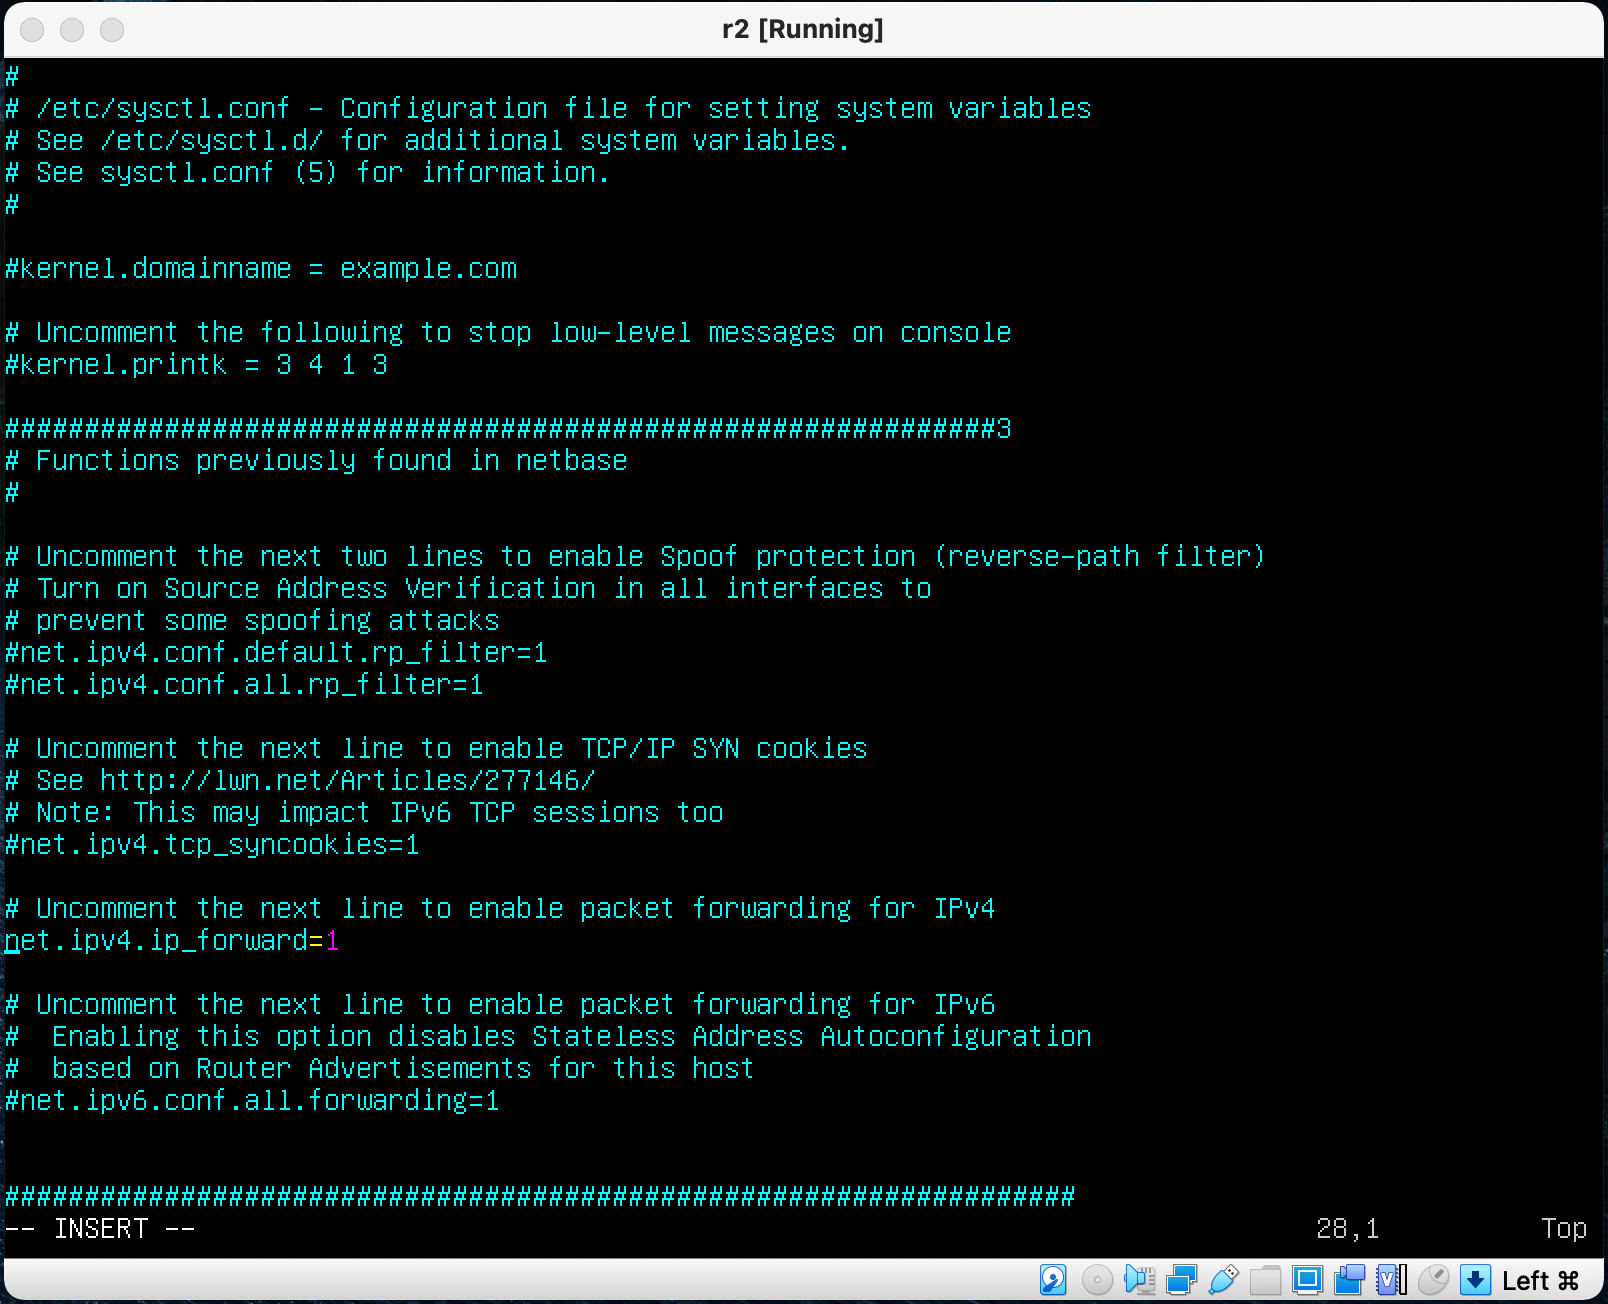 r2 [Running]
#
# /etc/sysctl.conf - Configuration file for setting system variables
# See /etc/sysctl.d/ for additional system variables.
# See sysctl.conf (5) for information.
#
#kernel.domainname = example.com
# Uncomment the following to stop low-level messages on console
#kernel.printk = 3 4 1 3
##############################################################3
# Functions previously found in netbase
#
# Uncomment the next two lines to enable Spoof protection (reverse-path filter)
# Turn on Source Address Verification in all interfaces to
# prevent some spoofing attacks
#net.ipv4.conf.default.rp_filter=1
#net.ipv4.conf.all.rp_filter=1
# Uncomment the next line to enable TCP/IP SYN cookies
# See http://lwn.net/Articles/277146/
# Note: This may impact IPv6 TCP sessions too
#net.ipv4.tcp_syncookies=1
# Uncomment the next line to enable packet forwarding for IPv4
net.ipv4.ip_forward=1
# Uncomment the next line to enable packet forwarding for IPv6
#  Enabling this option disables Stateless Address Autoconfiguration
#  based on Router Advertisements for this host
#net.ipv6.conf.all.forwarding=1
###################################################################
-- INSERT -- 28,1 Top
Left ⌘